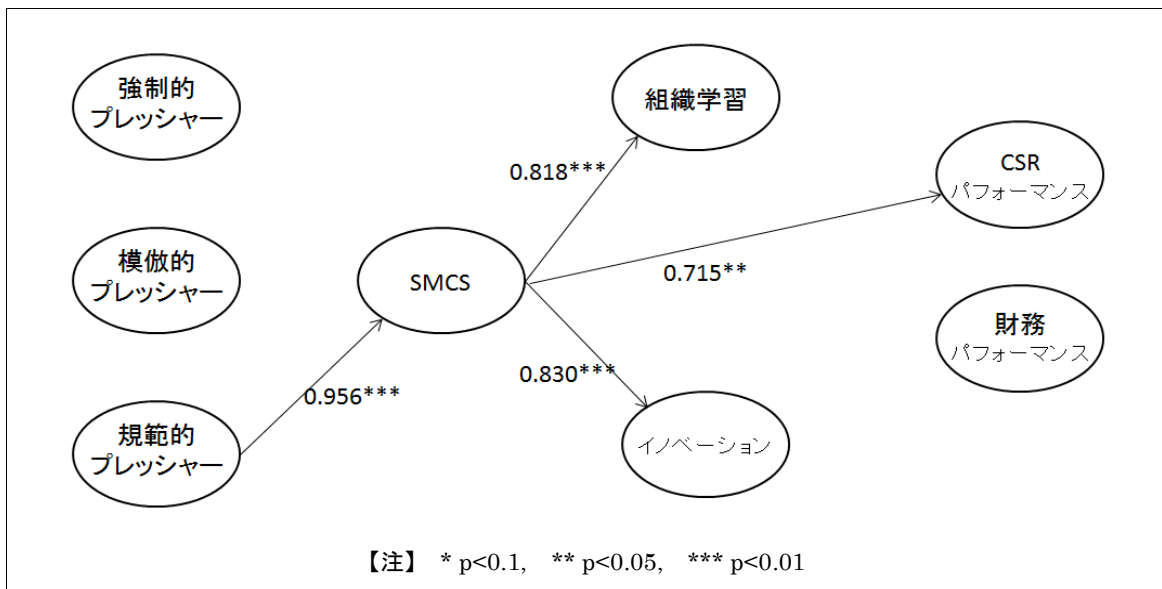 強制的
プレッシャー
組織学習
CSR
パフォーマンス
0.818***
模倣的
プレッシャー
SMCS
0.715**
財務
パフォーマンス
0.956***
0.830***
規範的
プレッシャー
イノベーション
【注】 * p<0.1, ** p<0.05, *** p<0.01